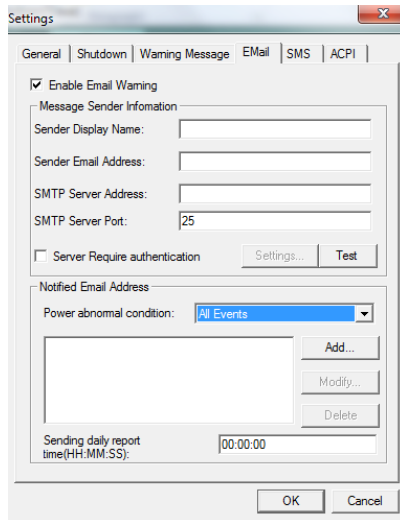 Settings
General Shutdown Warning Message EMail SMS ACPI
Enable Email Warning
Message Sender Infomation
Sender Display Name:
Sender Email Address:
SMTP Server Address:
SMTP Server Port: 25
Server Require authentication Settings... Test
Notified Email Address
Power abnormal condition: All Events
Add...
Modify...
Delete
Sending daily report
time(HH:MM:SS): 00:00:00
OK Cancel